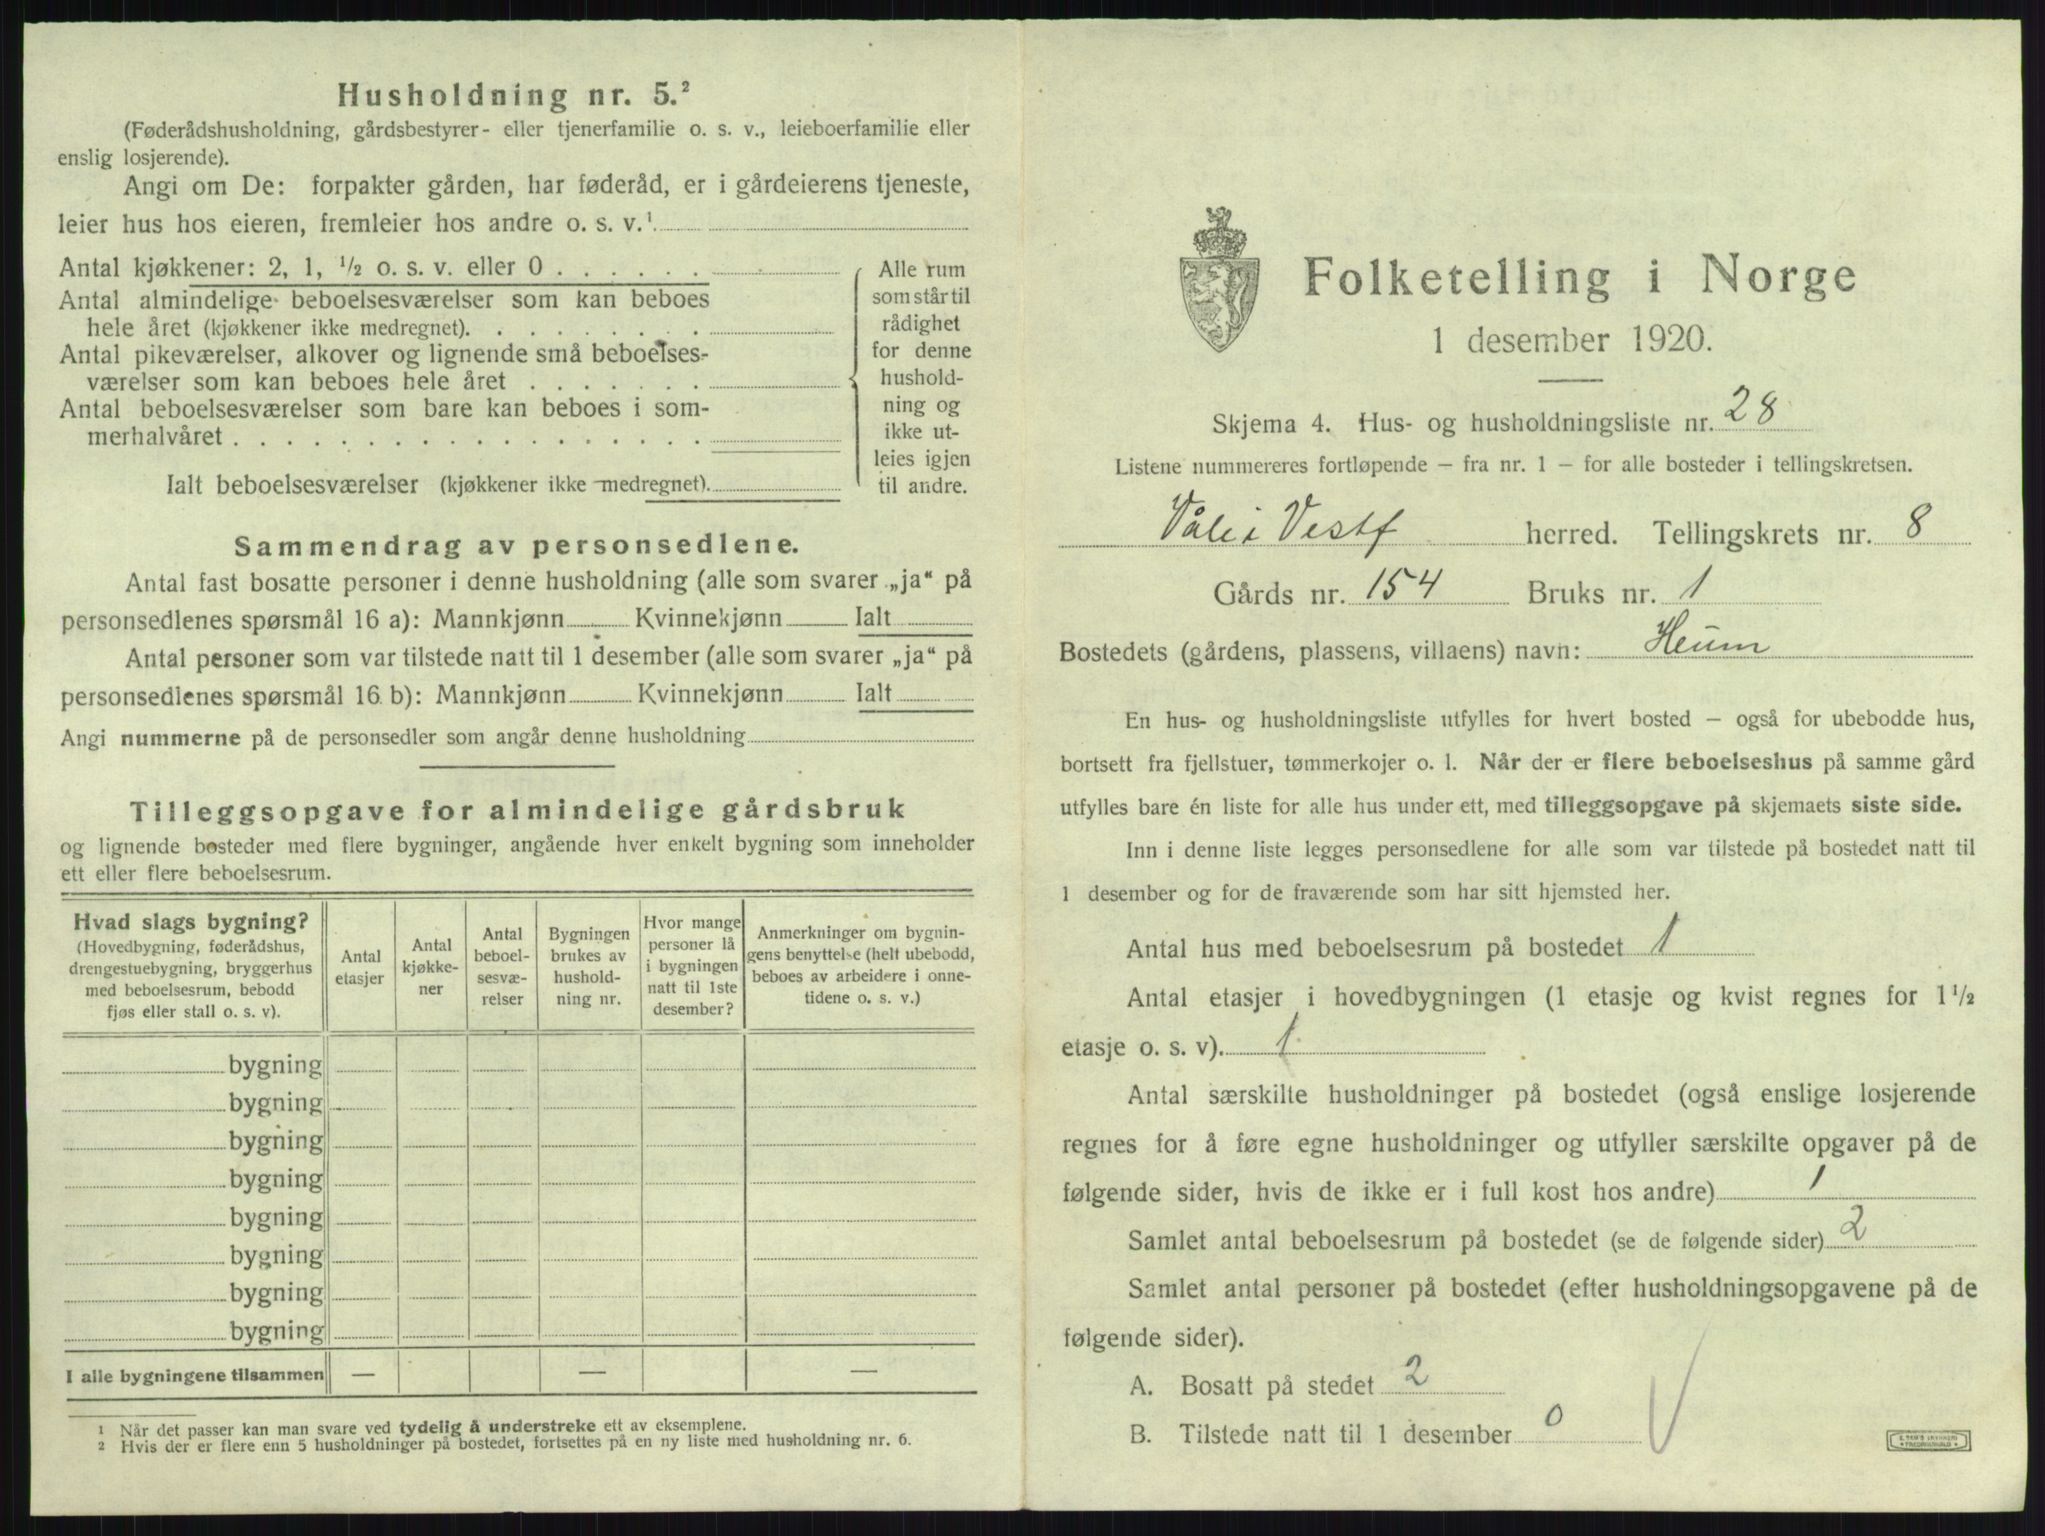 Husholdning nr. 5.²
(Føderådshusholdning, gårdsbestyrer- eller tjenerfamilie o. s. v., leieboerfamilie eller
enslig losjerende).
Angi om De: forpakter gården, har føderåd, er i gårdeierens tjeneste,
leier hus hos eieren, fremleier hos andre o. s. v.¹
Antal kjøkkener: 2, 1, ½ o. s. v. eller 0 . . . . . .
Antal almindelige beboelsesværelser som kan beboes
hele året (kjøkkener ikke medregnet). . . . . . . . .
Antal pikeværelser, alkover og lignende små beboelses-
værelser som kan beboes hele året . . . . . . .
Antal beboelsesværelser som bare kan beboes i som-
merhalvåret . . . . . . . . . . . . . . . . . .
Ialt beboelsesværelser (kjøkkener ikke medregnet).
Alle rum
som står til
rådighet
for denne
hushold-
ning og
ikke ut-
leies igjen
til andre.
Sammendrag av personsedlene.
Antal fast bosatte personer i denne husholdning (alle som svarer „ja“ på
personsedlenes spørsmål 16 a): Mannkjønn Kvinnekjønn Ialt
Antal personer som var tilstede natt til 1 desember (alle som svarer „ja“ på
personsedlenes spørsmål 16 b): Mannkjønn Kvinnekjønn Ialt
Angi nummerne på de personsedler som angår denne husholdning
Tilleggsopgave for almindelige gårdsbruk
og lignende bosteder med flere bygninger, angående hver enkelt bygning som inneholder
ett eller flere beboelsesrum.
Hvad slags bygning?
(Hovedbygning, føderådshus,
drengestuebygning, bryggerhus
med beboelsesrum, bebodd
fjøs eller stall o. s. v).
Antal
etasjer
Antal
kjøkke-
ner
Antal
beboel-
sesvæ-
relser
Bygningen
brukes av
hushold-
ning nr.
Hvor mange
personer lå
i bygningen
natt til 1ste
desember?
Anmerkninger om bygnin-
gens benyttelse (helt ubebodd,
beboes av arbeidere i onne-
tidene o. s. v.)
bygning
bygning
bygning
bygning
bygning
bygning
bygning
bygning
I alle bygningene tilsammen — — —
¹ Når det passer kan man svare ved tydelig å understreke ett av eksemplene.
² Hvis der er flere enn 5 husholdninger på bostedet, fortsettes på en ny liste med husholdning nr. 6.
Folketelling i Norge
1 desember 1920.
Skjema 4. Hus- og husholdningsliste nr. 28
Listene nummereres fortløpende – fra nr. 1 – for alle bosteder i tellingskretsen.
Våle i Vestf herred. Tellingskrets nr. 8
Gårds nr. 154 Bruks nr. 1
Bostedets (gårdens, plassens, villaens) navn: Heum
En hus- og husholdningsliste utfylles for hvert bosted – også for ubebodde hus,
bortsett fra fjellstuer, tømmerkojer o. l. Når der er flere beboelseshus på samme gård
utfylles bare én liste for alle hus under ett, med tilleggsopgave på skjemaets siste side.
Inn i denne liste legges personsedlene for alle som var tilstede på bostedet natt til
1 desember og for de fraværende som har sitt hjemsted her.
Antal hus med beboelsesrum på bostedet 1
Antal etasjer i hovedbygningen (1 etasje og kvist regnes for 1½
etasje o. s. v). 1
Antal særskilte husholdninger på bostedet (også enslige losjerende
regnes for å føre egne husholdninger og utfyller særskilte opgaver på de
følgende sider, hvis de ikke er i full kost hos andre) 1
Samlet antal beboelsesrum på bostedet (se de følgende sider) 2
Samlet antal personer på bostedet (efter husholdningsopgavene på de
følgende sider).
A. Bosatt på stedet 2
B. Tilstede natt til 1 desember 0